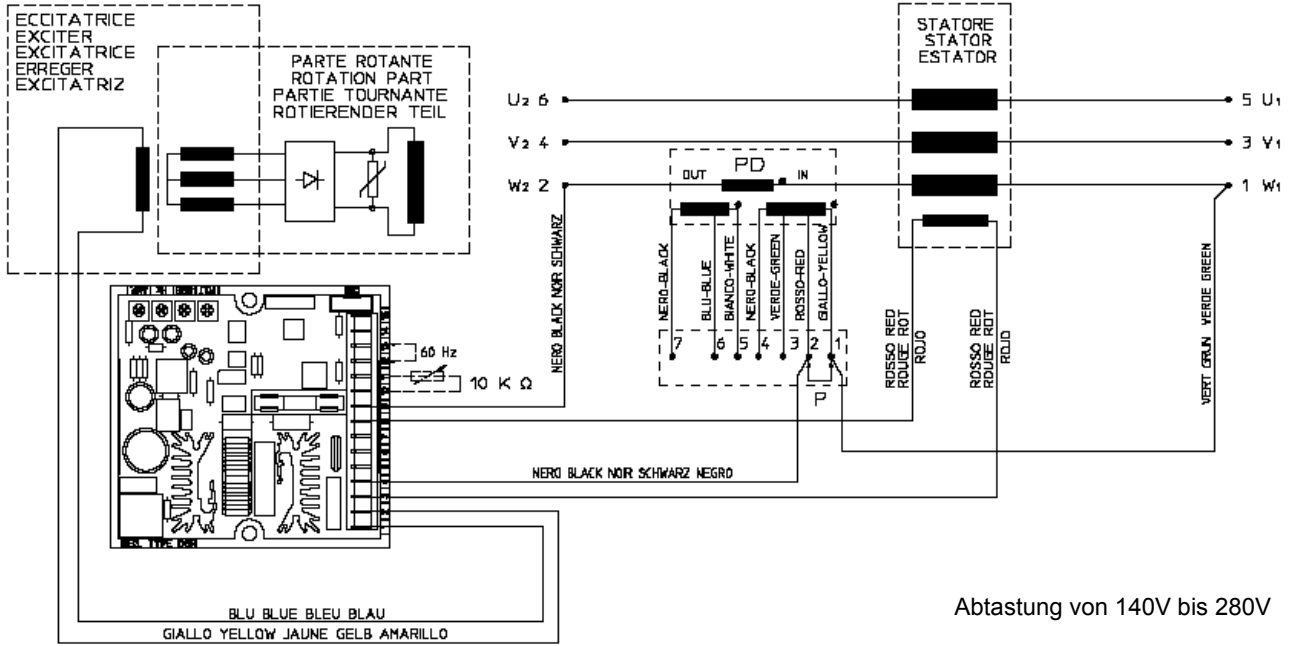 ECCITATRICE
EXCITER
EXCITATRICE
ERREGER
EXCITATRIZ
PARTE ROTANTE
ROTATION PART
PARTIE TOURNANTE
ROTIERENDER TEIL
STATORE
STATOR
ESTATOR
U2 6
5 U1
V2 4
3 V1
W2 2
1 W1
OUT
PD
IN
NERO-BLACK
BLU-BLUE
BIANCO-WHITE
NERO-BLACK
VERDE-GREEN
ROSSO-RED
GIALLO-YELLOW
7
6
5
4
3
2
1
P
NERO BLACK NOIR SCHWARZ
ROSSO RED
ROUGE ROT
ROJO
ROSSO RED
ROUGE ROT
ROJO
VERT GRUN VERDE GREEN
60 Hz
10 K Ω
NERO BLACK NOIR SCHWARZ NEGRO
BLU BLUE BLEU BLAU
GIALLO YELLOW JAUNE GELB AMARILLO
Abtastung von 140V bis 280V